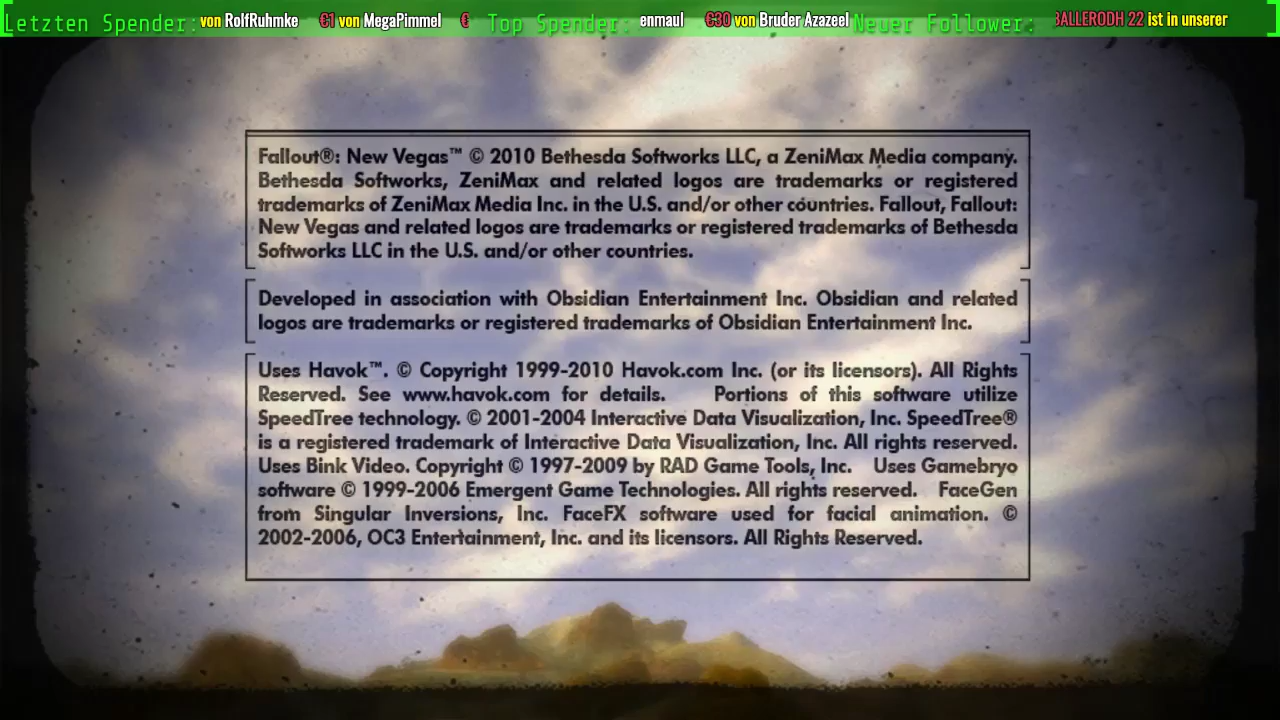 Letzten Spender: von RolfRuhmke €1 von MegaPimmel € Top Spender: enmaul €30 von Bruder Azazeel Neuer Follower: BALLERODH 22 ist in unserer
Fallout®: New Vegas™ © 2010 Bethesda Softworks LLC, a ZeniMax Media company.
Bethesda Softworks, ZeniMax and related logos are trademarks or registered
trademarks of ZeniMax Media Inc. in the U.S. and/or other countries. Fallout, Fallout:
New Vegas and related logos are trademarks or registered trademarks of Bethesda
Softworks LLC in the U.S. and/or other countries.
Developed in association with Obsidian Entertainment Inc. Obsidian and related
logos are trademarks or registered trademarks of Obsidian Entertainment Inc.
Uses Havok™. © Copyright 1999-2010 Havok.com Inc. (or its licensors). All Rights
Reserved. See www.havok.com for details. Portions of this software utilize
SpeedTree technology. © 2001-2004 Interactive Data Visualization, Inc. SpeedTree®
is a registered trademark of Interactive Data Visualization, Inc. All rights reserved.
Uses Bink Video. Copyright © 1997-2009 by RAD Game Tools, Inc. Uses Gamebryo
software © 1999-2006 Emergent Game Technologies. All rights reserved. FaceGen
from Singular Inversions, Inc. FaceFX software used for facial animation. ©
2002-2006, OC3 Entertainment, Inc. and its licensors. All Rights Reserved.